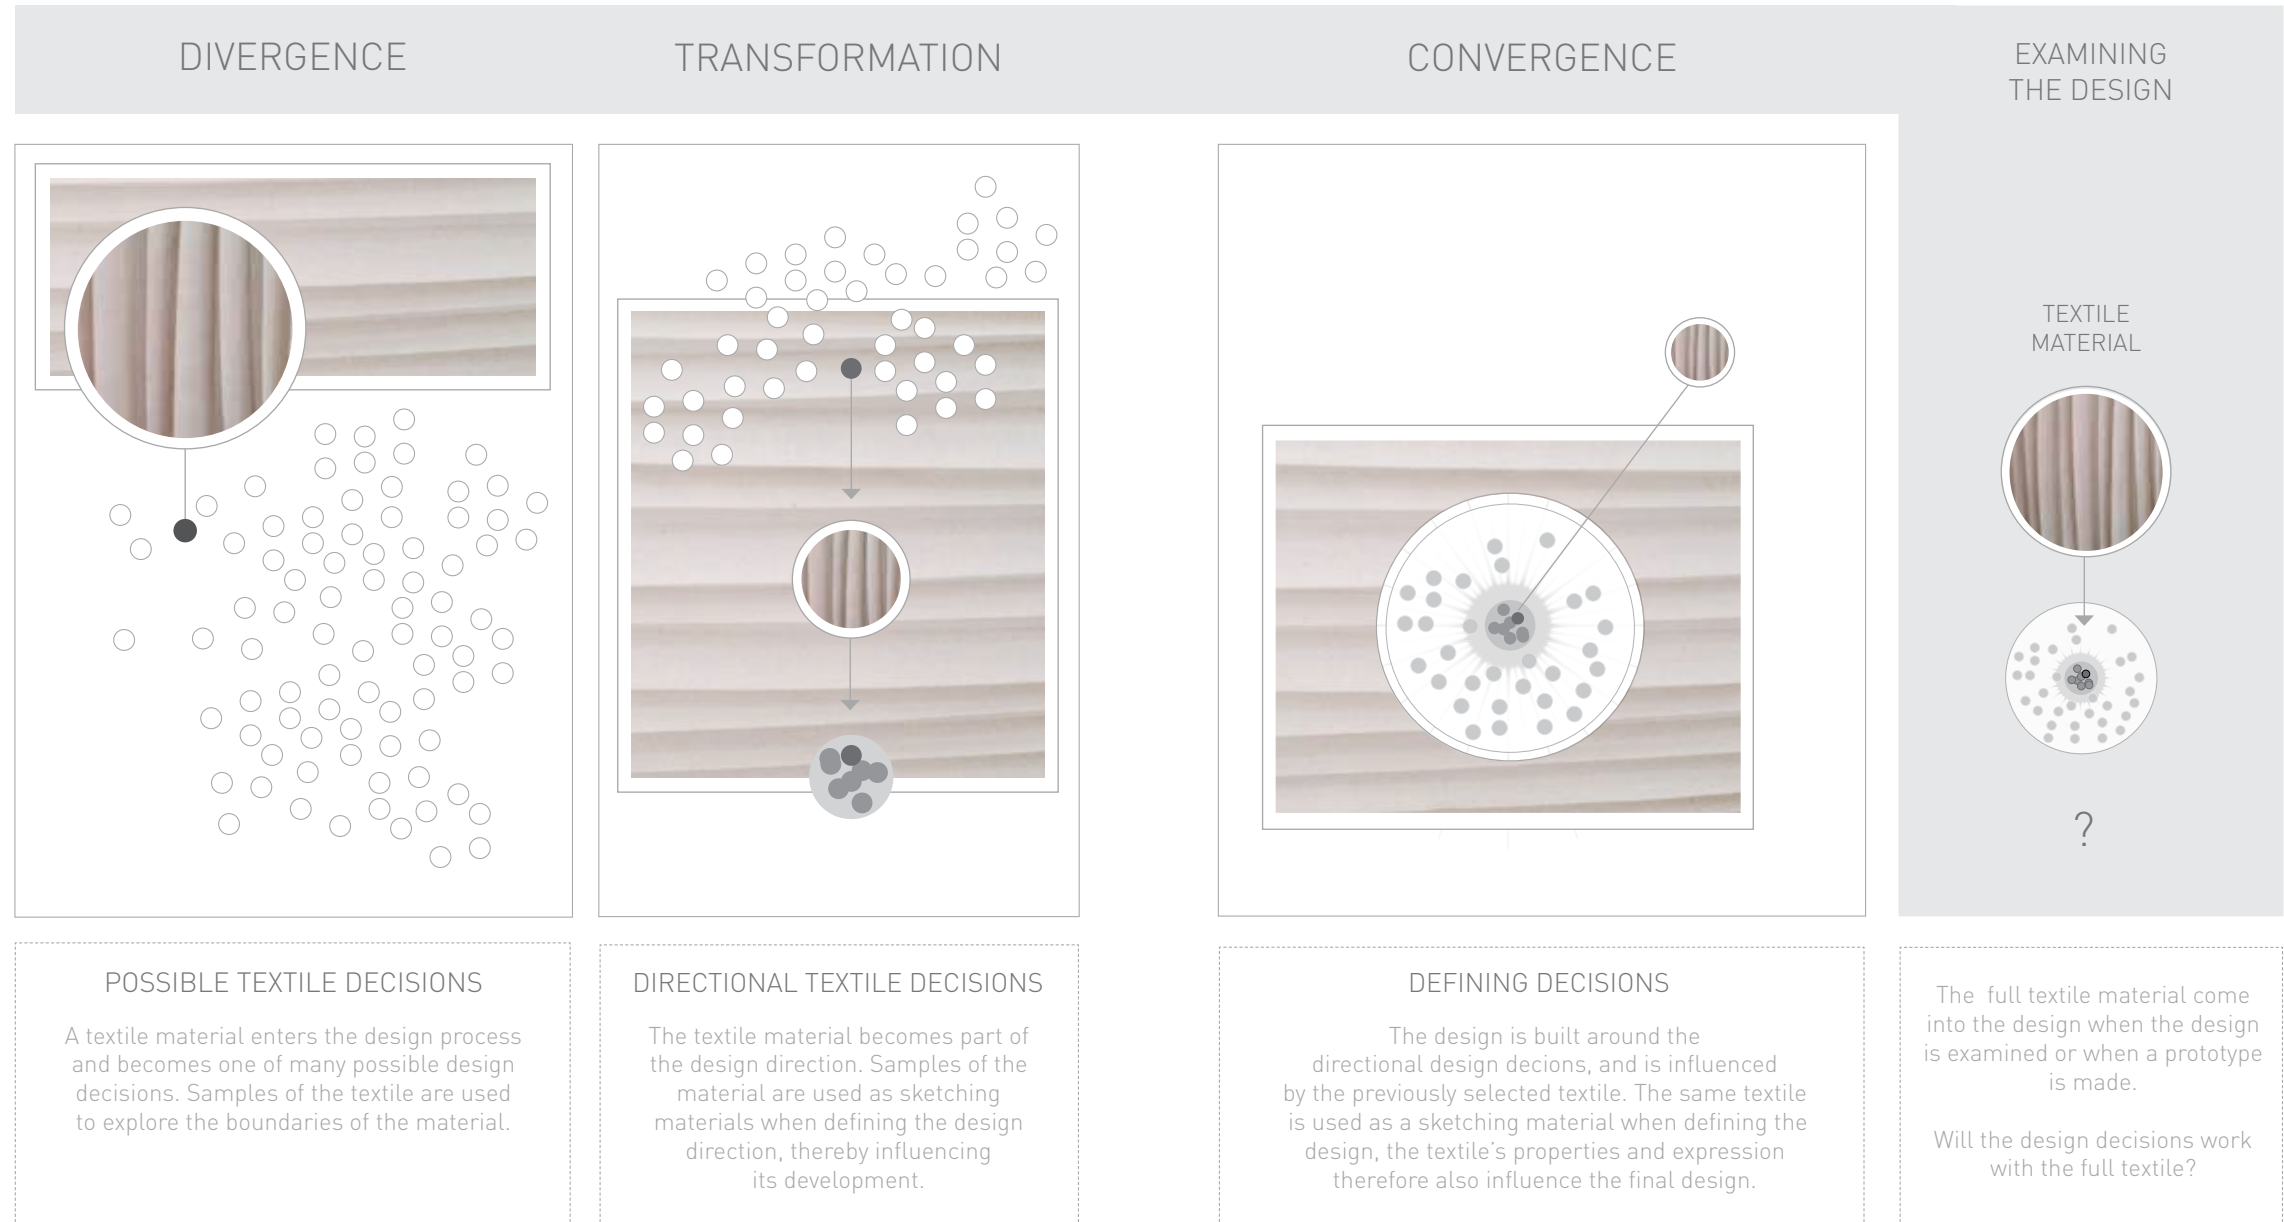 DIVERGENCE
TRANSFORMATION
CONVERGENCE
EXAMINING
THE DESIGN
TEXTILE
MATERIAL
?
POSSIBLE TEXTILE DECISIONS
A textile material enters the design process
and becomes one of many possible design
decisions. Samples of the textile are used
to explore the boundaries of the material.
DIRECTIONAL TEXTILE DECISIONS
The textile material becomes part of
the design direction. Samples of the
material are used as sketching
materials when defining the design
direction, thereby influencing
its development.
DEFINING DECISIONS
The design is built around the
directional design decions, and is influenced
by the previously selected textile. The same textile
is used as a sketching material when defining the
design, the textile's properties and expression
therefore also influence the final design.
The full textile material come
into the design when the design
is examined or when a prototype
is made.
Will the design decisions work
with the full textile?